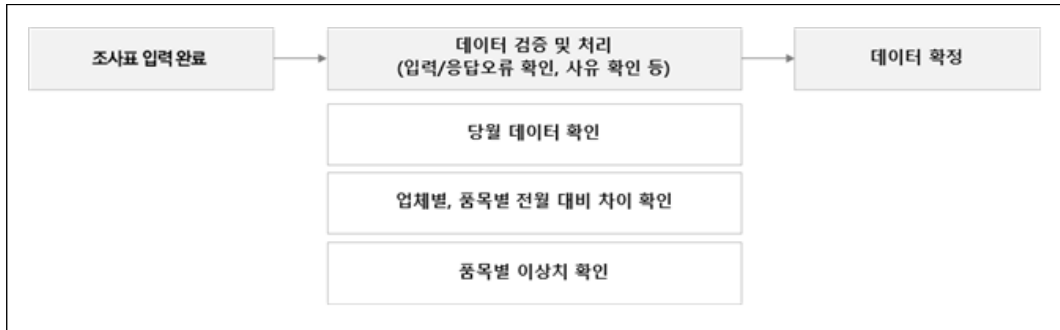 조사표 입력 완료
데이터 검증 및 처리
(입력/응답오류 확인, 사유 확인 등)
데이터 확정
당월 데이터 확인
업체별, 품목별 전월 대비 차이 확인
품목별 이상치 확인